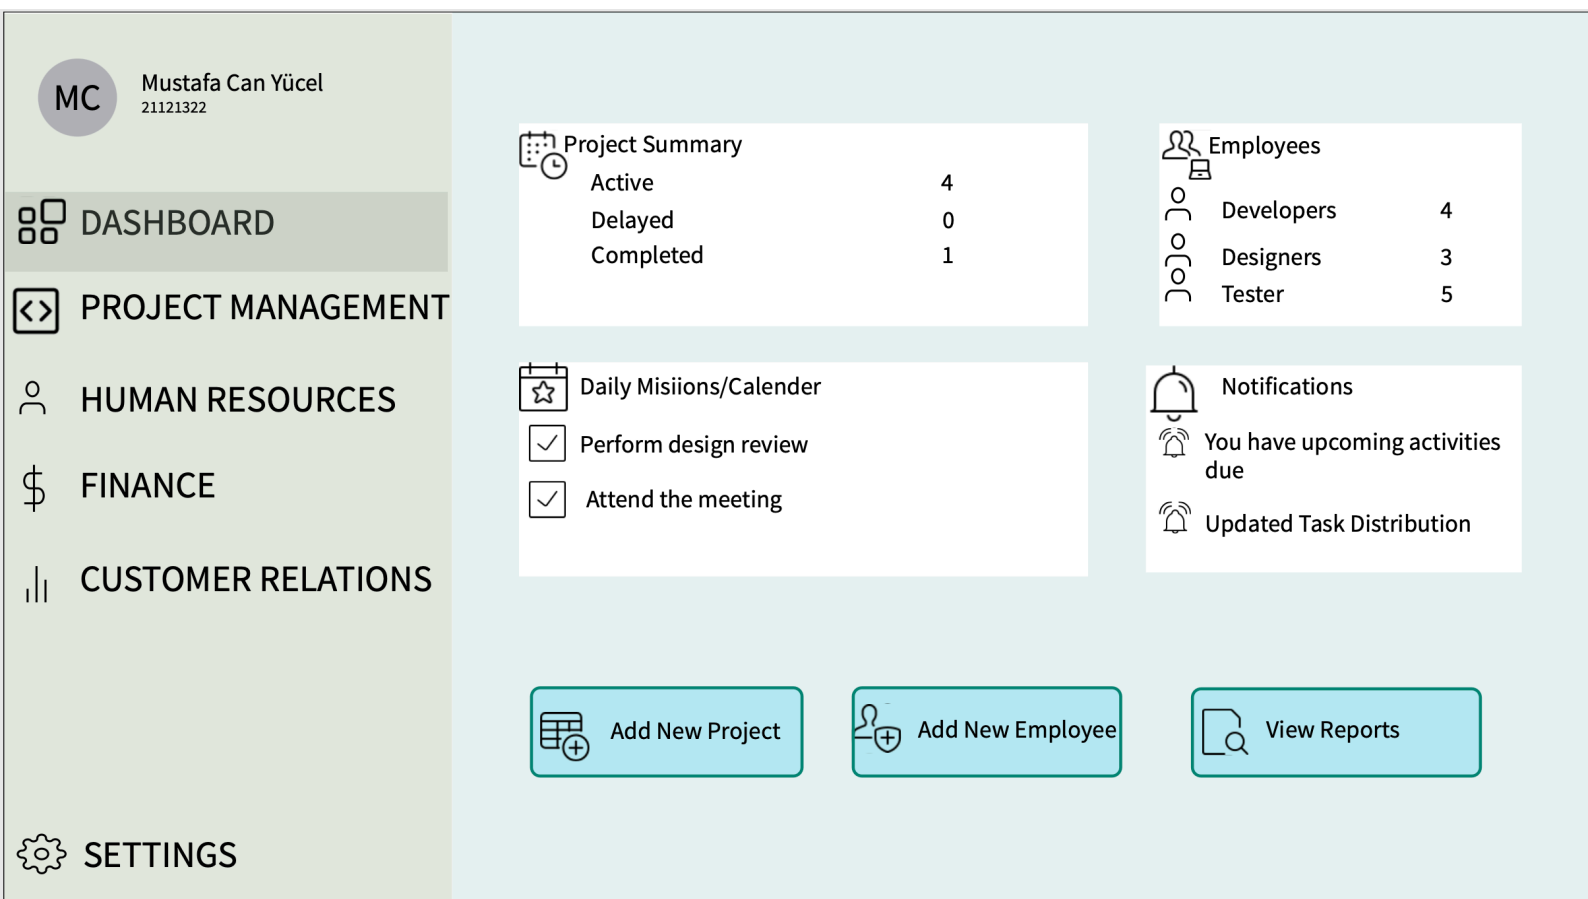 MC
Mustafa Can Yücel
21121322
DASHBOARD
PROJECT MANAGEMENT
HUMAN RESOURCES
FINANCE
CUSTOMER RELATIONS
SETTINGS
Project Summary
Active 4
Delayed 0
Completed 1
Employees
Developers 4
Designers 3
Tester 5
Daily Misiions/Calender
Perform design review
Attend the meeting
Notifications
You have upcoming activities
due
Updated Task Distribution
Add New Project
Add New Employee
View Reports